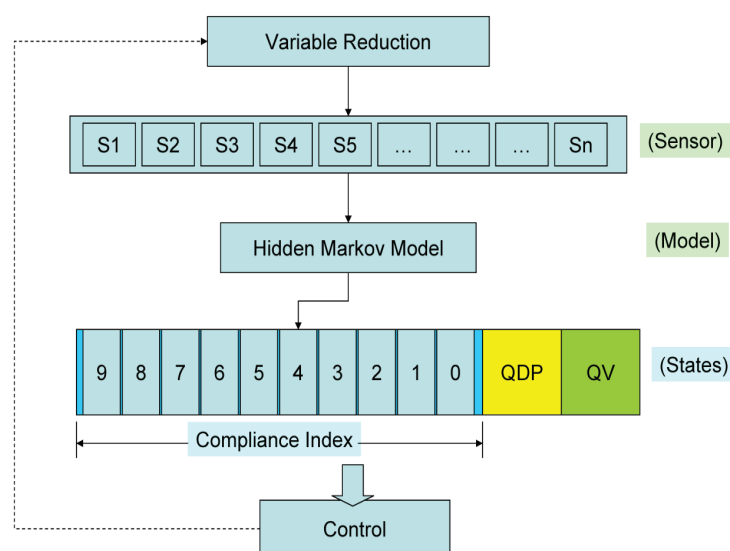 Variable Reduction
S1 S2 S3 S4 S5 ... ... ... Sn (Sensor)
Hidden Markov Model (Model)
9 8 7 6 5 4 3 2 1 0 QDP QV (States)
Compliance Index
Control